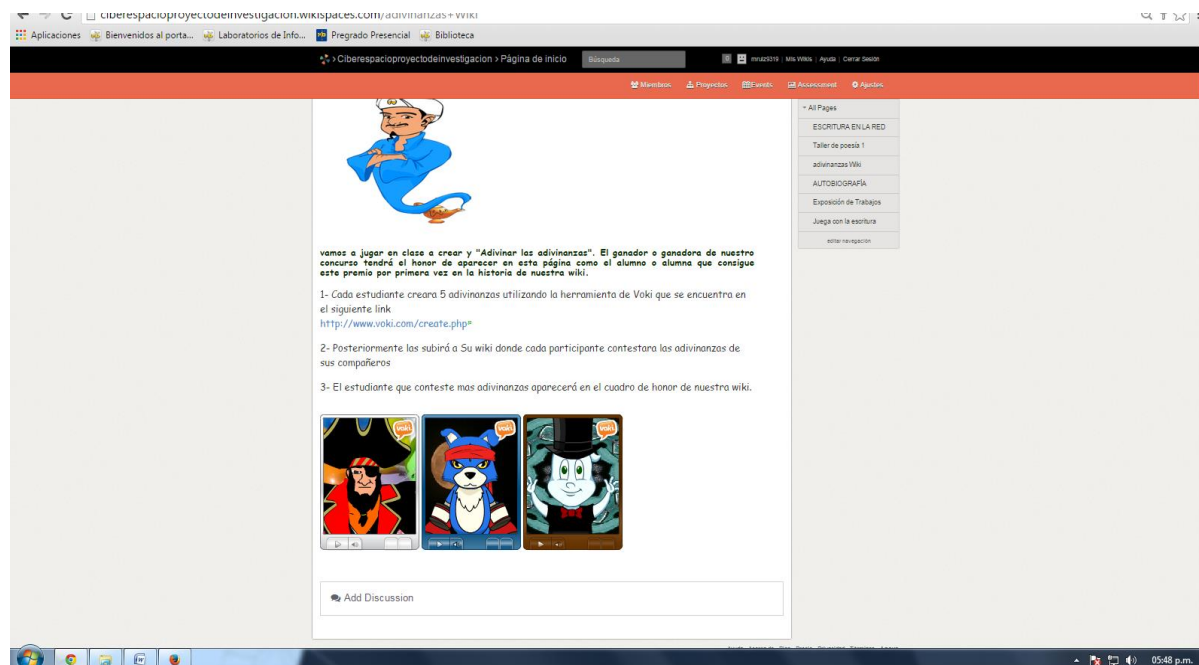 ciberespacioproyectodeinvestigacion.wikispaces.com/adivinanzas+Wiki
Aplicaciones Bienvenidos al porta... Laboratorios de Info... Pregrado Presencial Biblioteca
› Ciberespacioproyectodeinvestigacion › Página de inicio Búsqueda 0 mruiz9319 | Mis Wikis | Ayuda | Cerrar Sesión
Miembros Proyectos Events Assessment Ajustes
All Pages
ESCRITURA EN LA RED
Taller de poesía 1
adivinanzas Wiki
AUTOBIOGRAFÍA
Exposición de Trabajos
Juega con la escritura
editar navegación
vamos a jugar en clase a crear y "Adivinar las adivinanzas". El ganador o ganadora de nuestro
concurso tendrá el honor de aparecer en esta página como el alumno o alumna que consigue
este premio por primera vez en la historia de nuestra wiki.
1- Cada estudiante creara 5 adivinanzas utilizando la herramienta de Voki que se encuentra en
el siguiente link
http://www.voki.com/create.php
2- Posteriormente las subirá a Su wiki donde cada participante contestara las adivinanzas de
sus compañeros
3- El estudiante que conteste mas adivinanzas aparecerá en el cuadro de honor de nuestra wiki.
voki voki voki
Add Discussion
05:48 p.m.